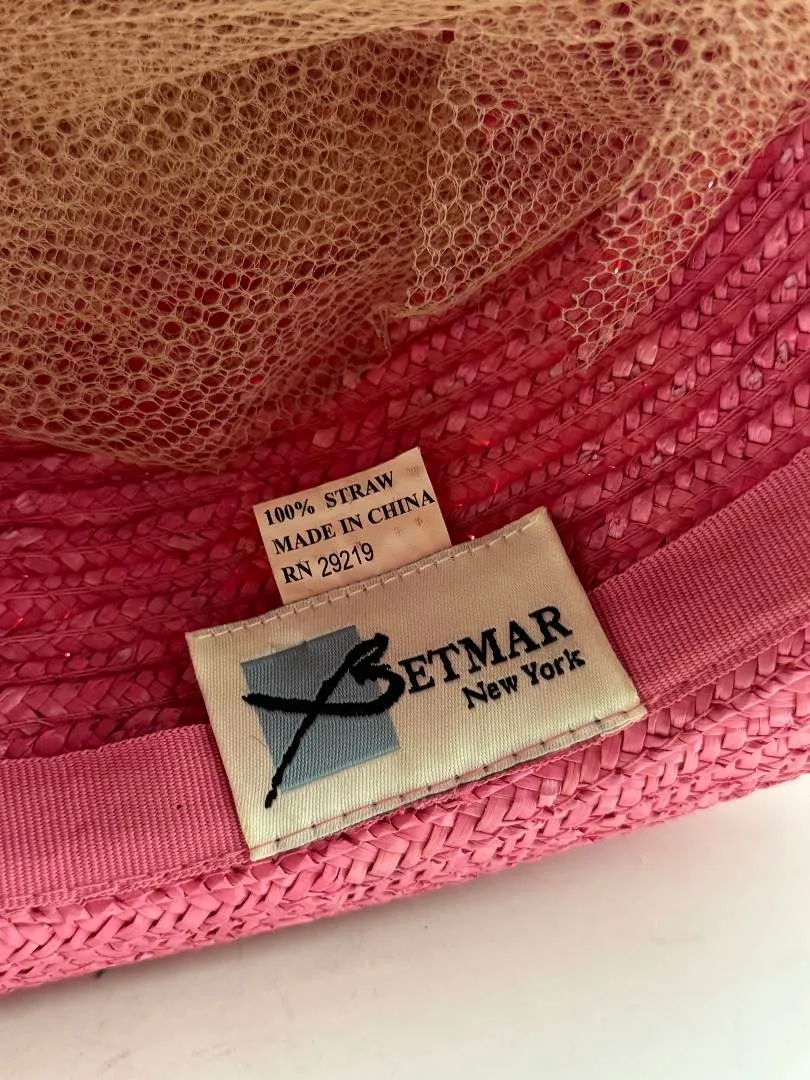 100% STRAW
MADE IN CHINA
RN 29219
BETMAR
New York